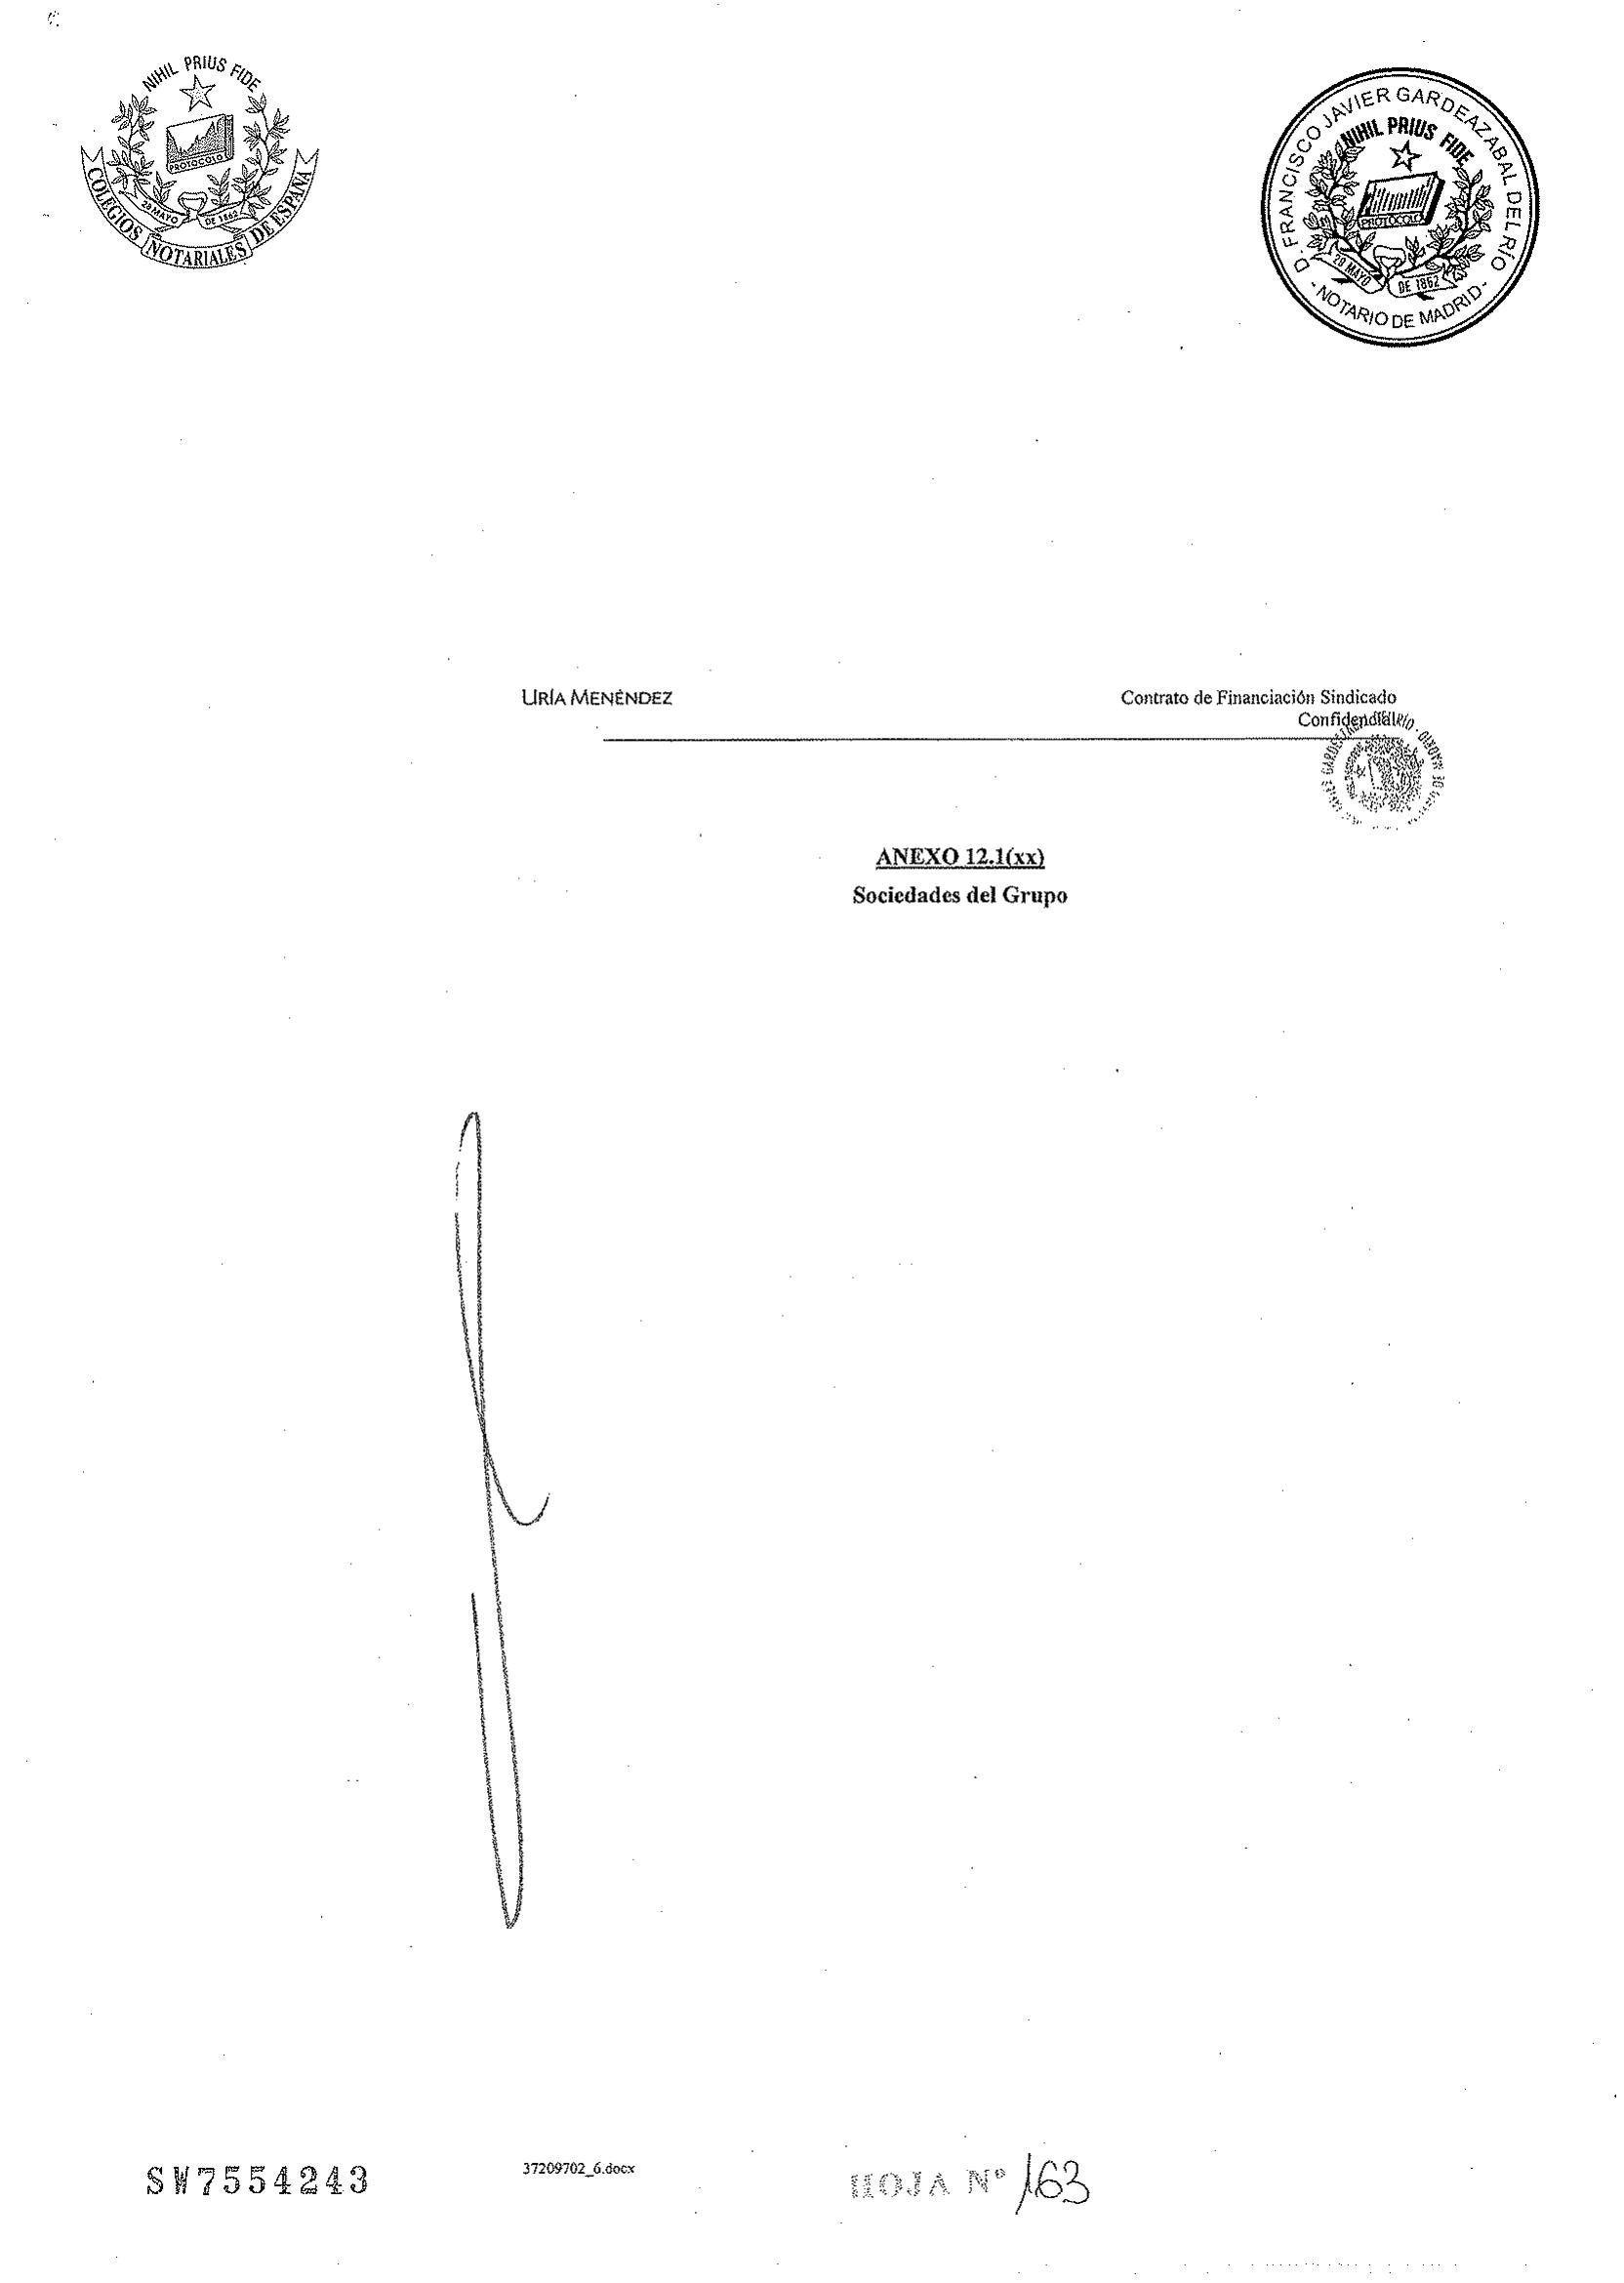 NIHIL PRIUS FIDE
PROTOCOLO
29 MAYO DE 1862
COLEGIOS NOTARIALES DE ESPAÑA
D. FRANCISCO JAVIER GARDEAZABAL DEL RÍO
- NOTARIO DE MADRID -
NIHIL PRIUS FIDE
PROTOCOLO
29 MAYO DE 1862
URÍA MENÉNDEZ
Contrato de Financiación Sindicado
Confidencial
ANEXO 12.1(xx)
Sociedades del Grupo
SW7554243
37209702_6.docx
HOJA Nº 163